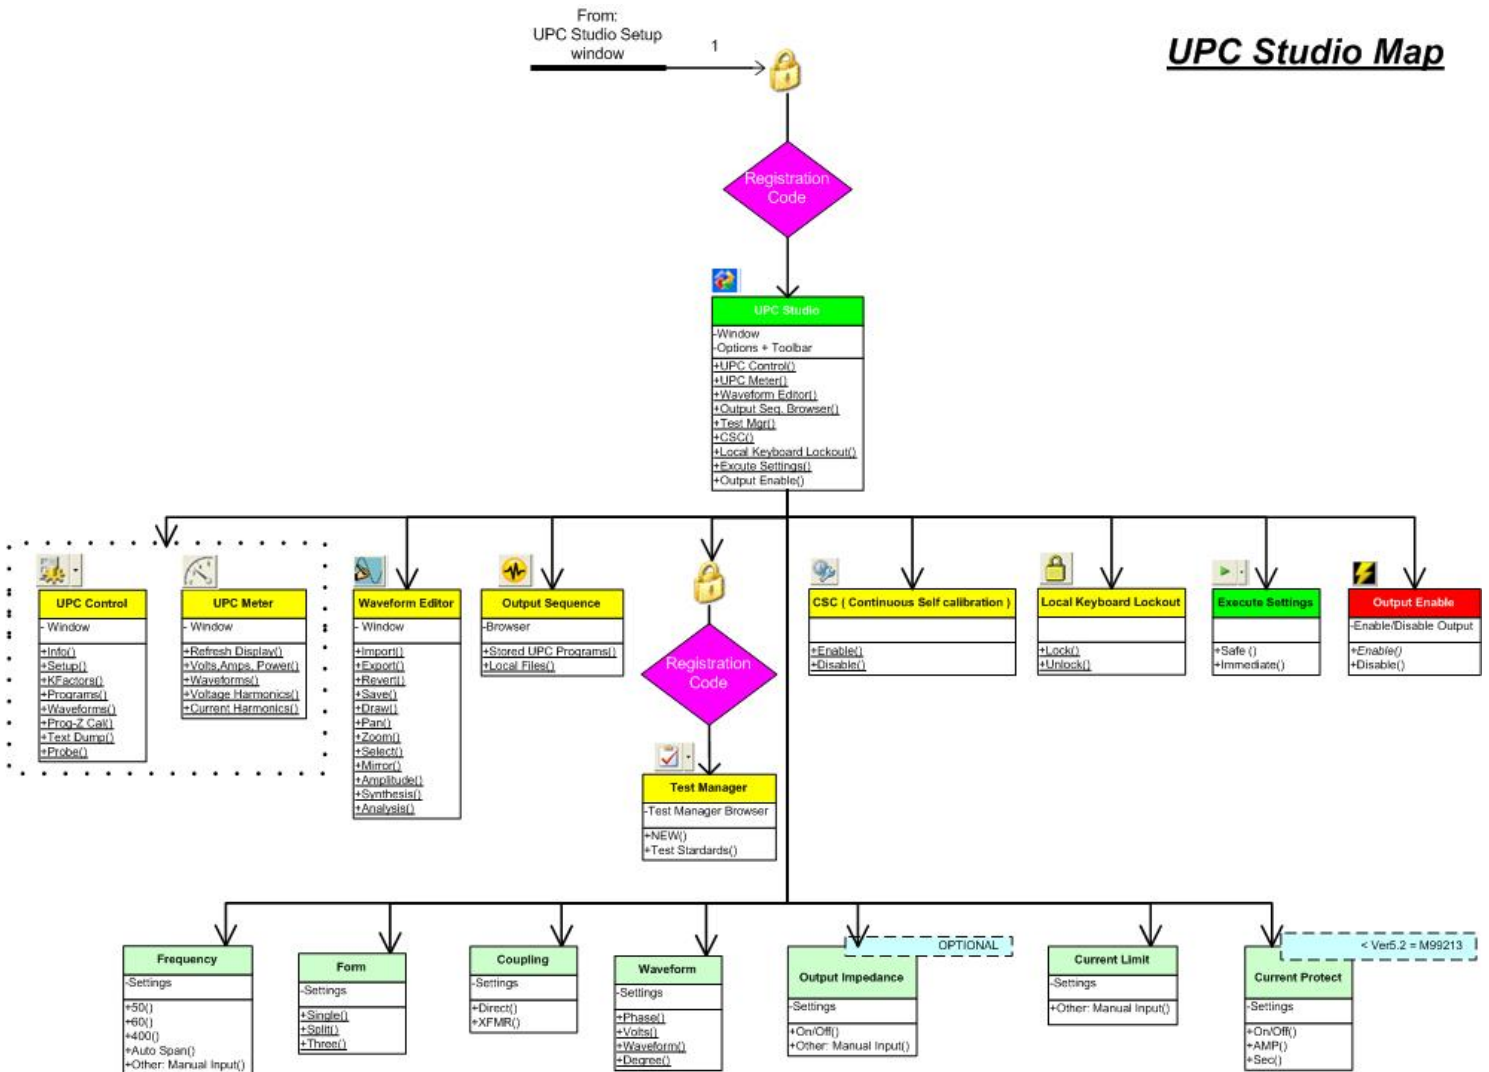 From:
UPC Studio Setup
window
1
UPC Studio Map
Registration
Code
UPC Studio
-Window
-Options + Toolbar
+UPC Control()
+UPC Meter()
+Waveform Editor()
+Output Seq. Browser()
+Test Mgr()
+CSC()
+Local Keyboard Lockout()
+Excute Settings()
+Output Enable()
UPC Control
- Window
+Info()
+Setup()
+KFactors()
+Programs()
+Waveforms()
+Prog-Z Cal()
+Text Dump()
+Probe()
UPC Meter
- Window
+Refresh Display()
+Volts,Amps, Power()
+Waveforms()
+Voltage Harmonics()
+Current Harmonics()
Waveform Editor
- Window
+Import()
+Export()
+Revert()
+Save()
+Draw()
+Pan()
+Zoom()
+Select()
+Mirror()
+Amplitude()
+Synthesis()
+Analysis()
Output Sequence
-Browser
+Stored UPC Programs()
+Local Files()
Registration
Code
Test Manager
-Test Manager Browser
+NEW()
+Test Stardards()
CSC ( Continuous Self calibration )
+Enable()
+Disable()
Local Keyboard Lockout
+Lock()
+Unlock()
Execute Settings
+Safe ()
+Immediate()
Output Enable
-Enable/Disable Output
+Enable()
+Disable()
Frequency
-Settings
+50()
+60()
+400()
+Auto Span()
+Other: Manual Input()
Form
-Settings
+Single()
+Split()
+Three()
Coupling
-Settings
+Direct()
+XFMR()
Waveform
-Settings
+Phase()
+Volts()
+Waveform()
+Degree()
OPTIONAL
Output Impedance
-Settings
+On/Off()
+Other: Manual Input()
Current Limit
-Settings
+Other: Manual Input()
< Ver5.2 = M99213
Current Protect
-Settings
+On/Off()
+AMP()
+Sec()